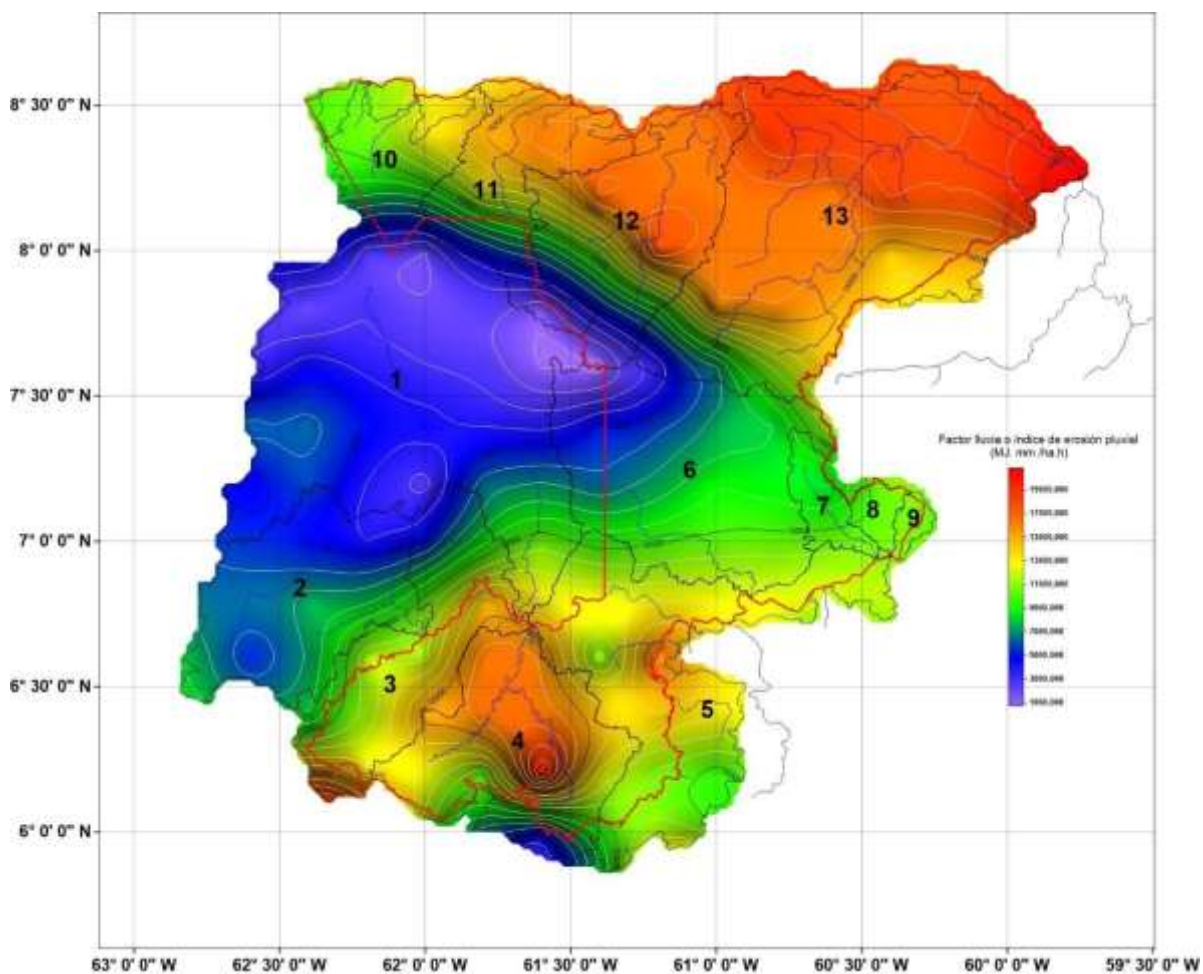 8° 30' 0"' N
10
11
12
13
8° 0' 0"' N
1
7° 30' 0"' N
Factor lluvia o índice de erosión pluvial
(MJ. mm /ha.h)
6
7
8
9
7° 0' 0"' N
2
3
6° 30' 0"' N
5
4
6° 0' 0"' N
63° 0' 0"' W
62° 30' 0"' W
62° 0' 0"' W
61° 30' 0"' W
61° 0' 0"' W
60° 30' 0"' W
60° 0' 0"' W
59° 30' 0"' W